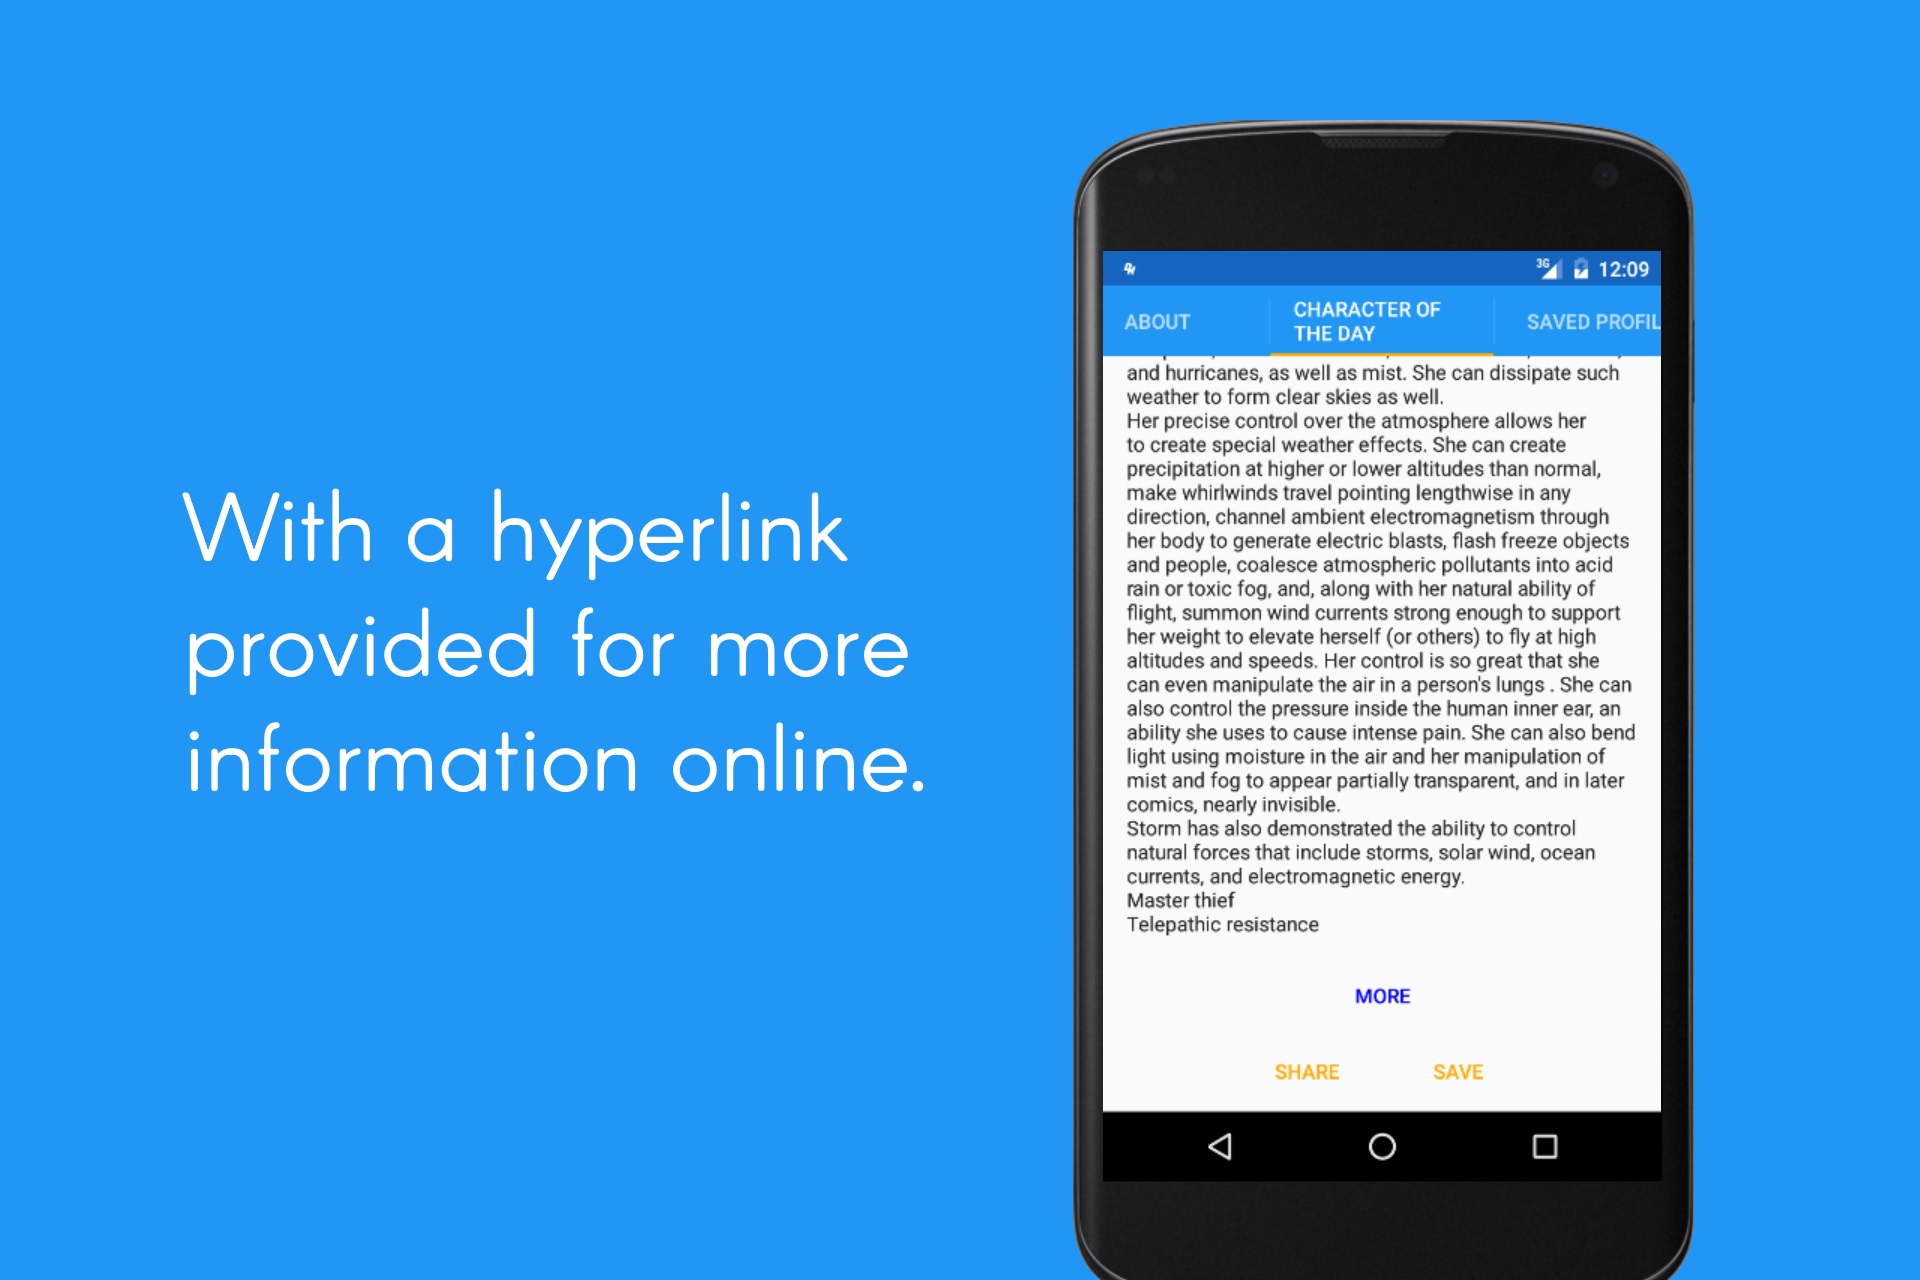 With a hyperlink
provided for more
information online.
3G
12:09
ABOUT
CHARACTER OF
THE DAY
SAVED PROFIL
and hurricanes, as well as mist. She can dissipate such
weather to form clear skies as well.
Her precise control over the atmosphere allows her
to create special weather effects. She can create
precipitation at higher or lower altitudes than normal,
make whirlwinds travel pointing lengthwise in any
direction, channel ambient electromagnetism through
her body to generate electric blasts, flash freeze objects
and people, coalesce atmospheric pollutants into acid
rain or toxic fog, and, along with her natural ability of
flight, summon wind currents strong enough to support
her weight to elevate herself (or others) to fly at high
altitudes and speeds. Her control is so great that she
can even manipulate the air in a person's lungs . She can
also control the pressure inside the human inner ear, an
ability she uses to cause intense pain. She can also bend
light using moisture in the air and her manipulation of
mist and fog to appear partially transparent, and in later
comics, nearly invisible.
Storm has also demonstrated the ability to control
natural forces that include storms, solar wind, ocean
currents, and electromagnetic energy.
Master thief
Telepathic resistance
MORE
SHARE SAVE